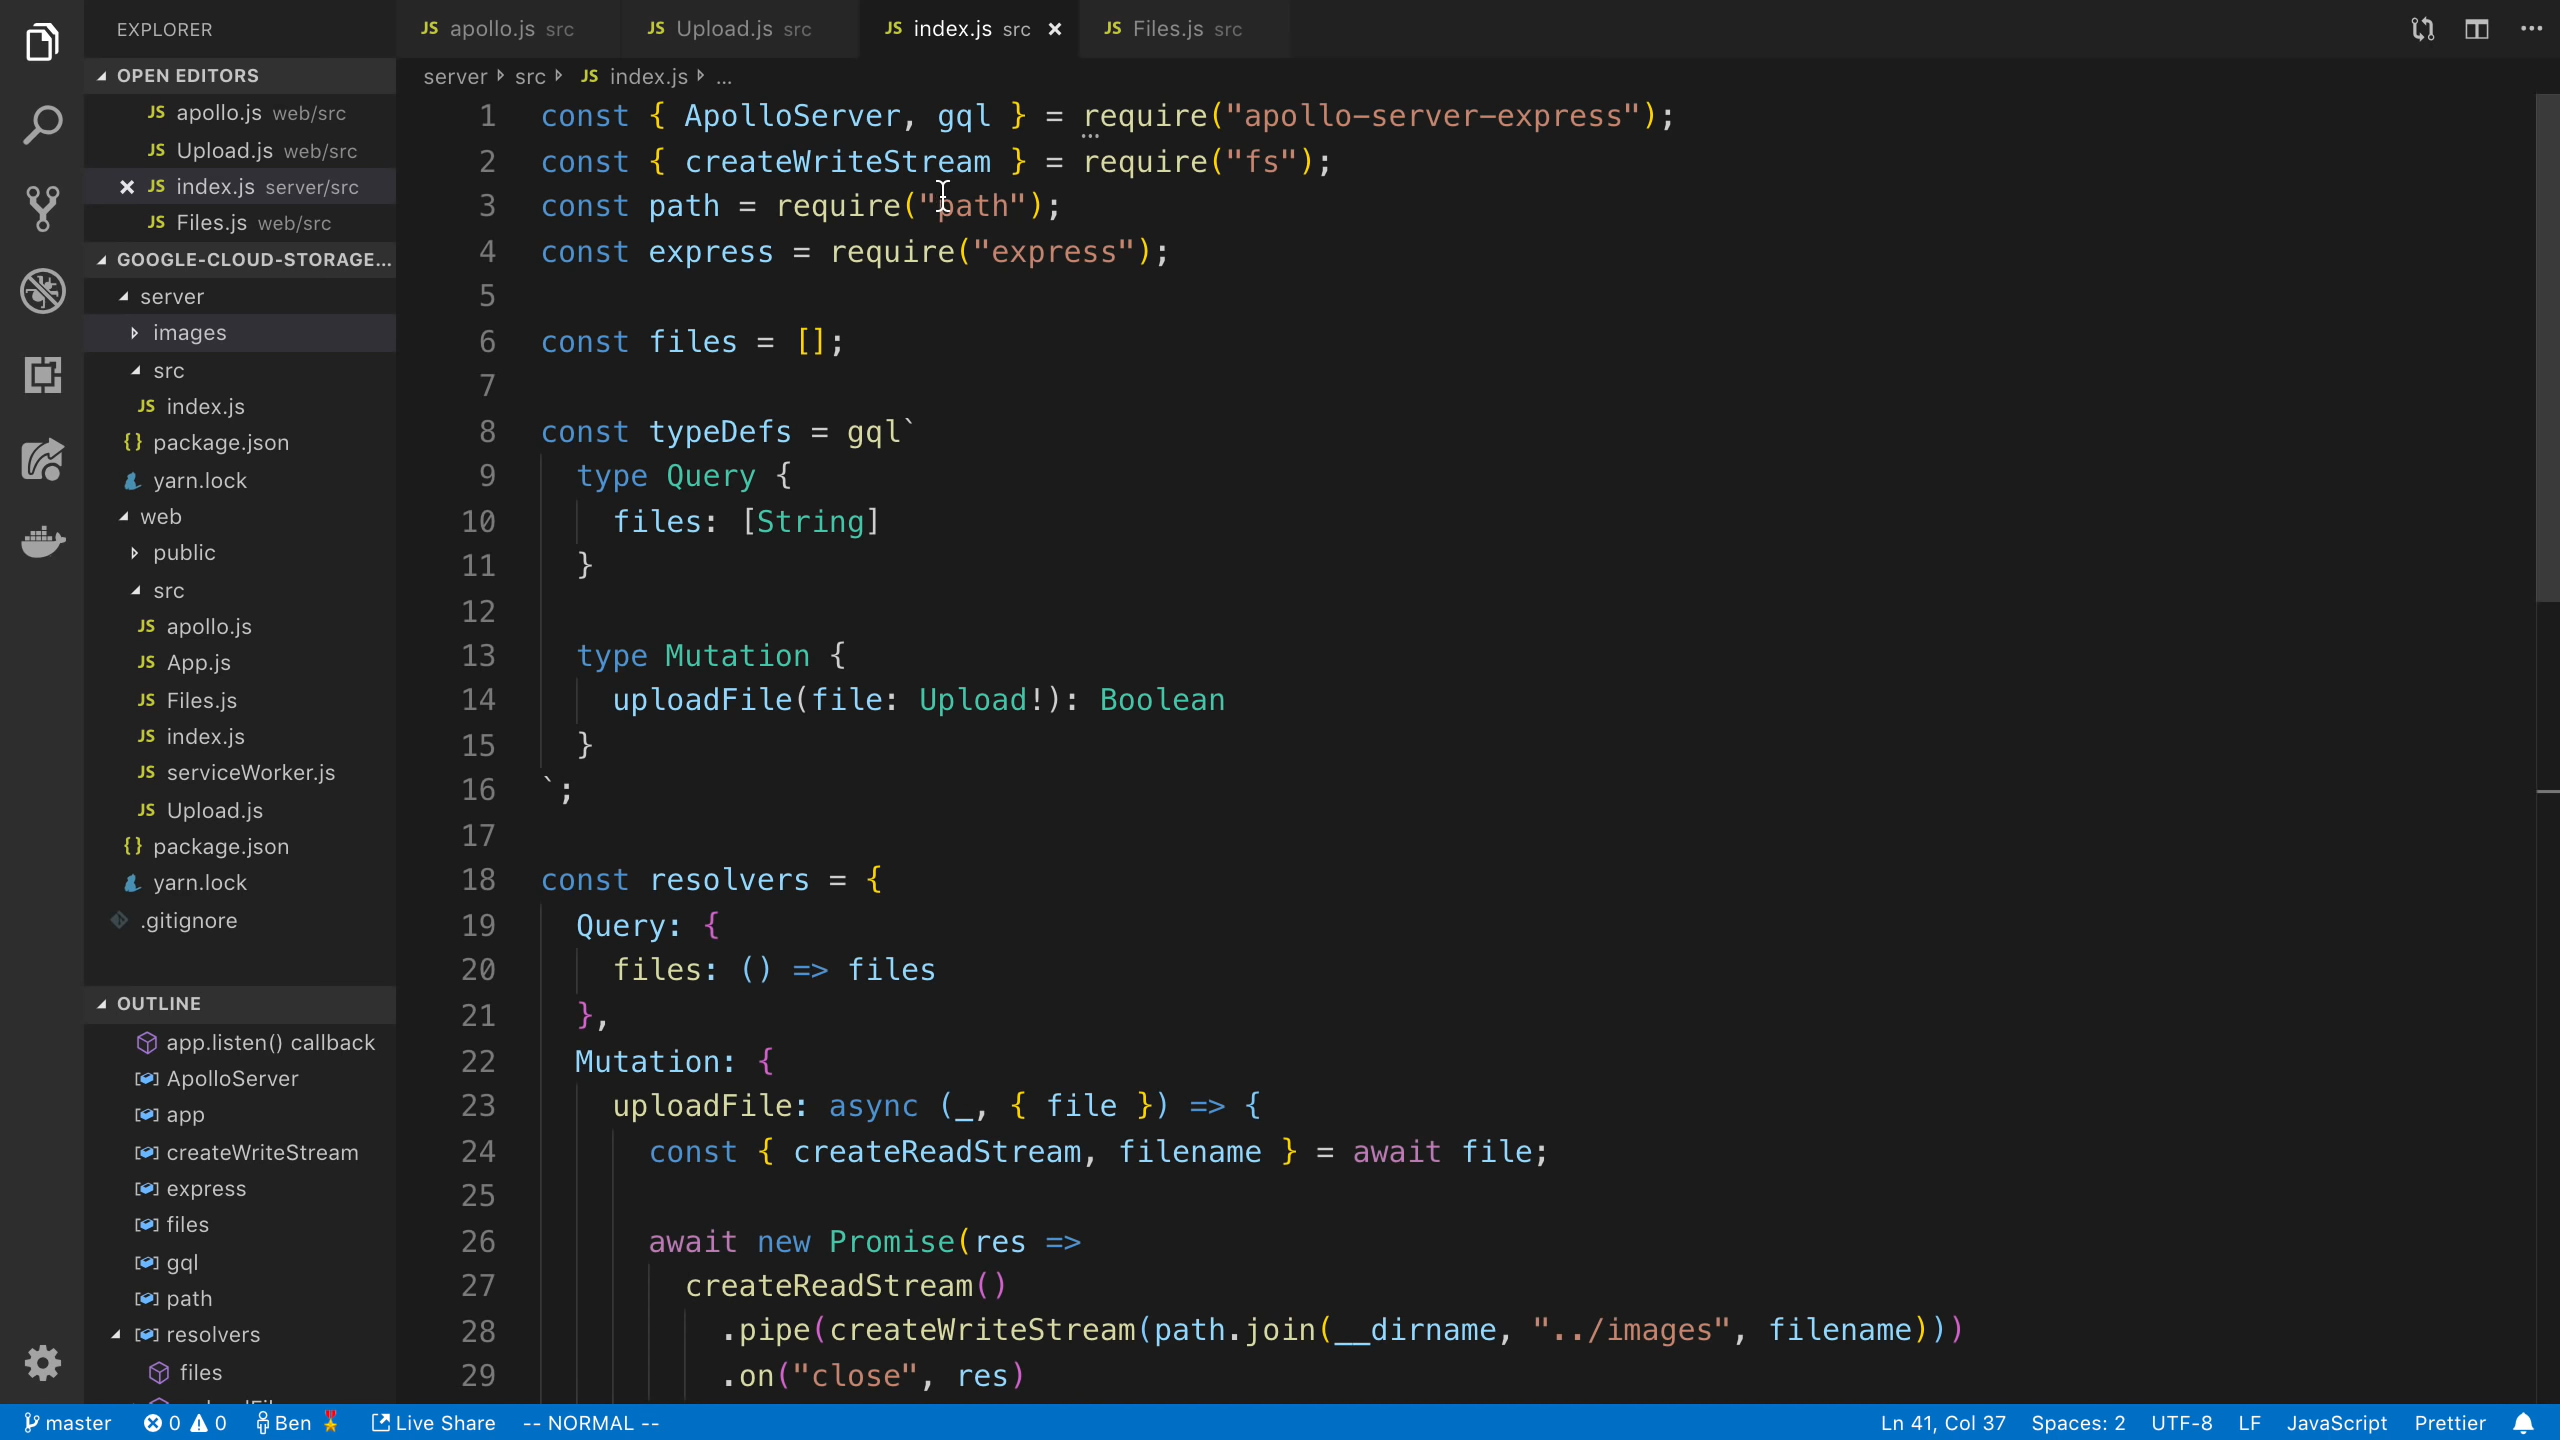 EXPLORER
OPEN EDITORS
JS apollo.js web/src
JS Upload.js web/src
JS index.js server/src
JS Files.js web/src
GOOGLE-CLOUD-STORAGE...
server
images
src
JS index.js
{} package.json
yarn.lock
web
public
src
JS apollo.js
JS App.js
JS Files.js
JS index.js
JS serviceWorker.js
JS Upload.js
{} package.json
yarn.lock
.gitignore
OUTLINE
app.listen() callback
ApolloServer
app
createWriteStream
express
files
gql
path
resolvers
files
JS apollo.js src JS Upload.js src JS index.js src JS Files.js src
server src JS index.js ...
1 const { ApolloServer, gql } = require("apollo-server-express");
2 const { createWriteStream } = require("fs");
3 const path = require("path");
4 const express = require("express");
5
6 const files = [];
7
8 const typeDefs = gql`
9 type Query {
10 files: [String]
11 }
12
13 type Mutation {
14 uploadFile(file: Upload!): Boolean
15 }
16 `;
17
18 const resolvers = {
19 Query: {
20 files: () => files
21 },
22 Mutation: {
23 uploadFile: async (_, { file }) => {
24 const { createReadStream, filename } = await file;
25
26 await new Promise(res =>
27 createReadStream()
28 .pipe(createWriteStream(path.join(__dirname, "../images", filename)))
29 .on("close", res)
master 0 0 Ben Live Share -- NORMAL -- Ln 41, Col 37 Spaces: 2 UTF-8 LF JavaScript Prettier